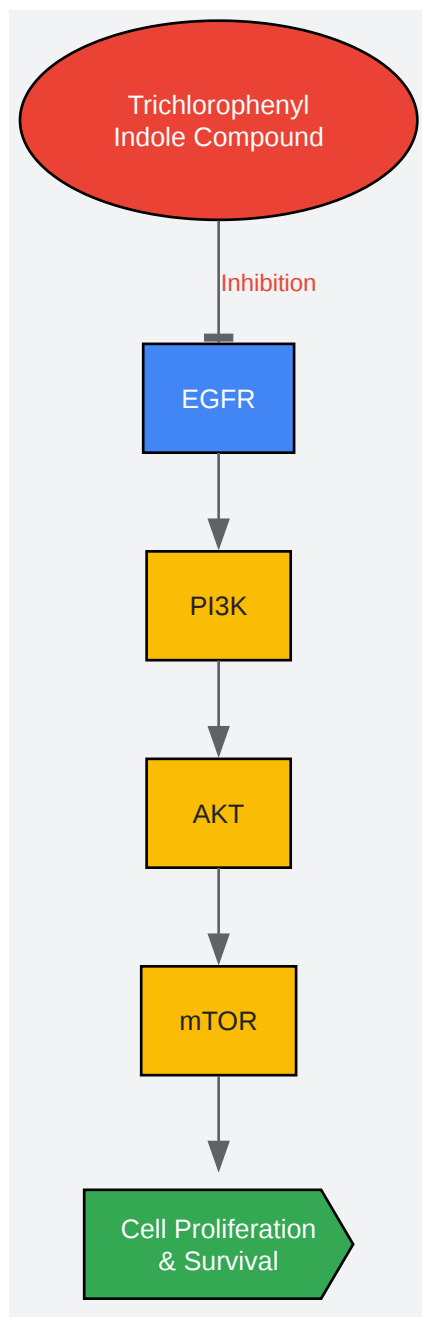 Trichlorophenyl
Indole Compound
Inhibition
EGFR
PI3K
AKT
mTOR
Cell Proliferation
& Survival